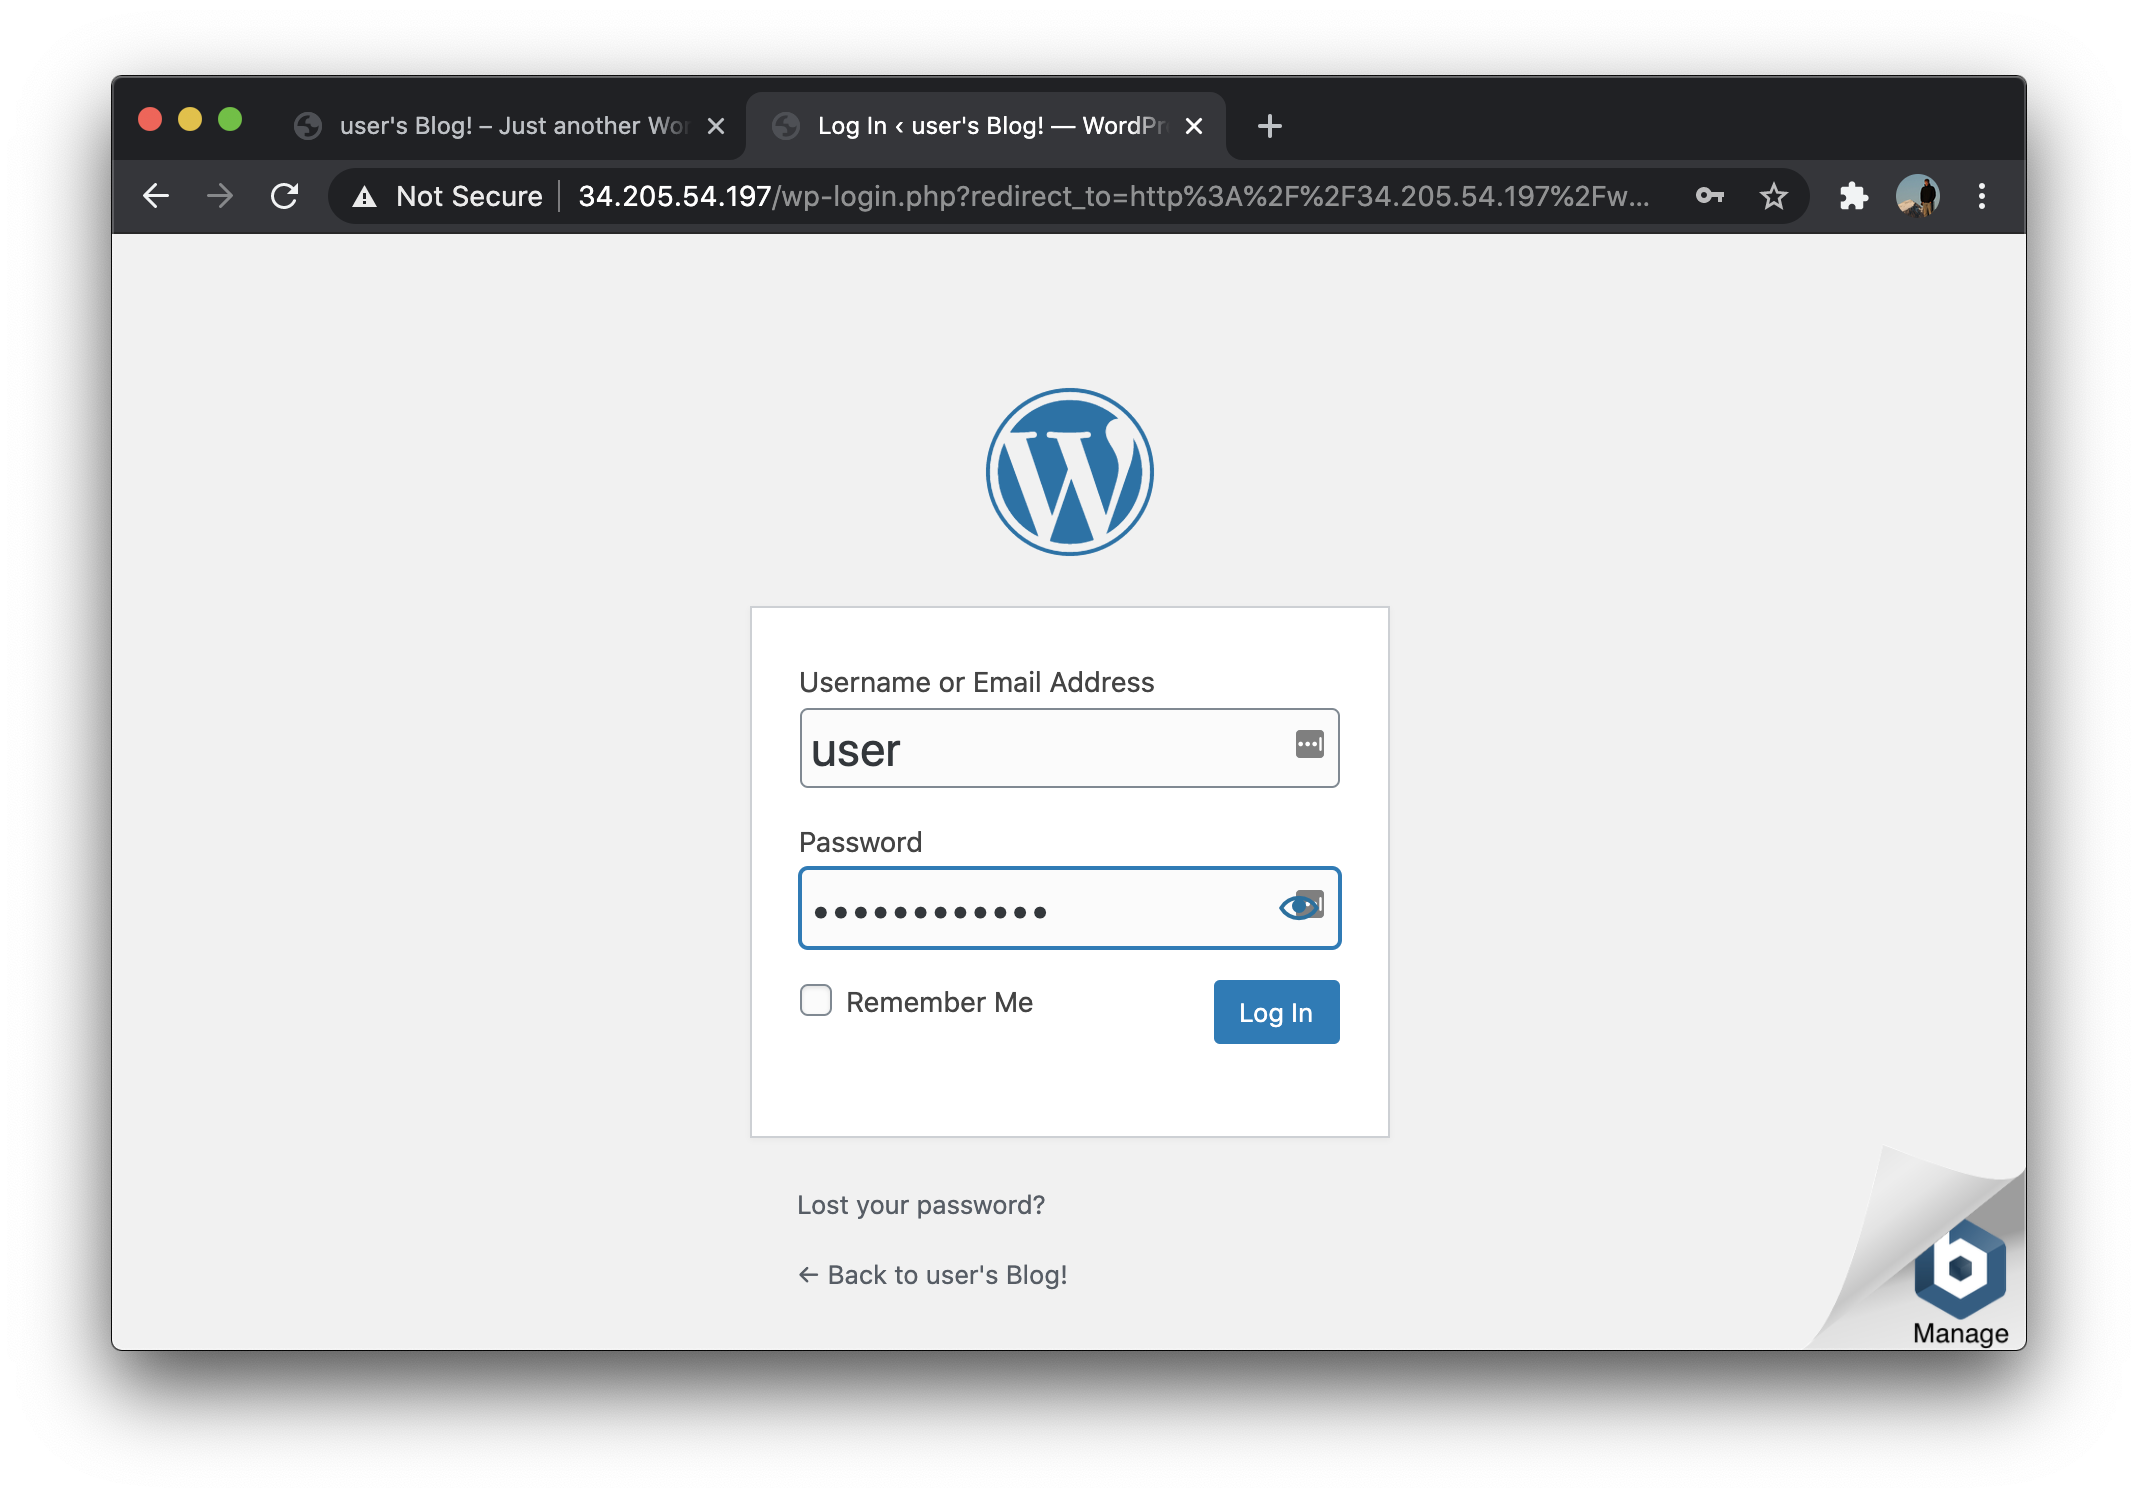 user's Blog! – Just another Wor
Log In ‹ user's Blog! — WordPr
Not Secure
34.205.54.197/wp-login.php?redirect_to=http%3A%2F%2F34.205.54.197%2Fw...
Username or Email Address
user
Password
••••••••••••
Remember Me
Log In
Lost your password?
← Back to user's Blog!
Manage